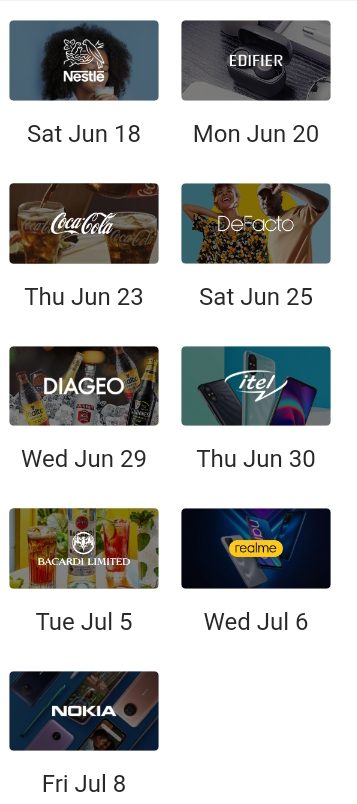 Nestlé
EDIFIER
Sat Jun 18
Mon Jun 20
Coca-Cola
DeFacto
Thu Jun 23
Sat Jun 25
DIAGEO
itel
Wed Jun 29
Thu Jun 30
BACARDI LIMITED
realme
Tue Jul 5
Wed Jul 6
NOKIA
Fri Jul 8